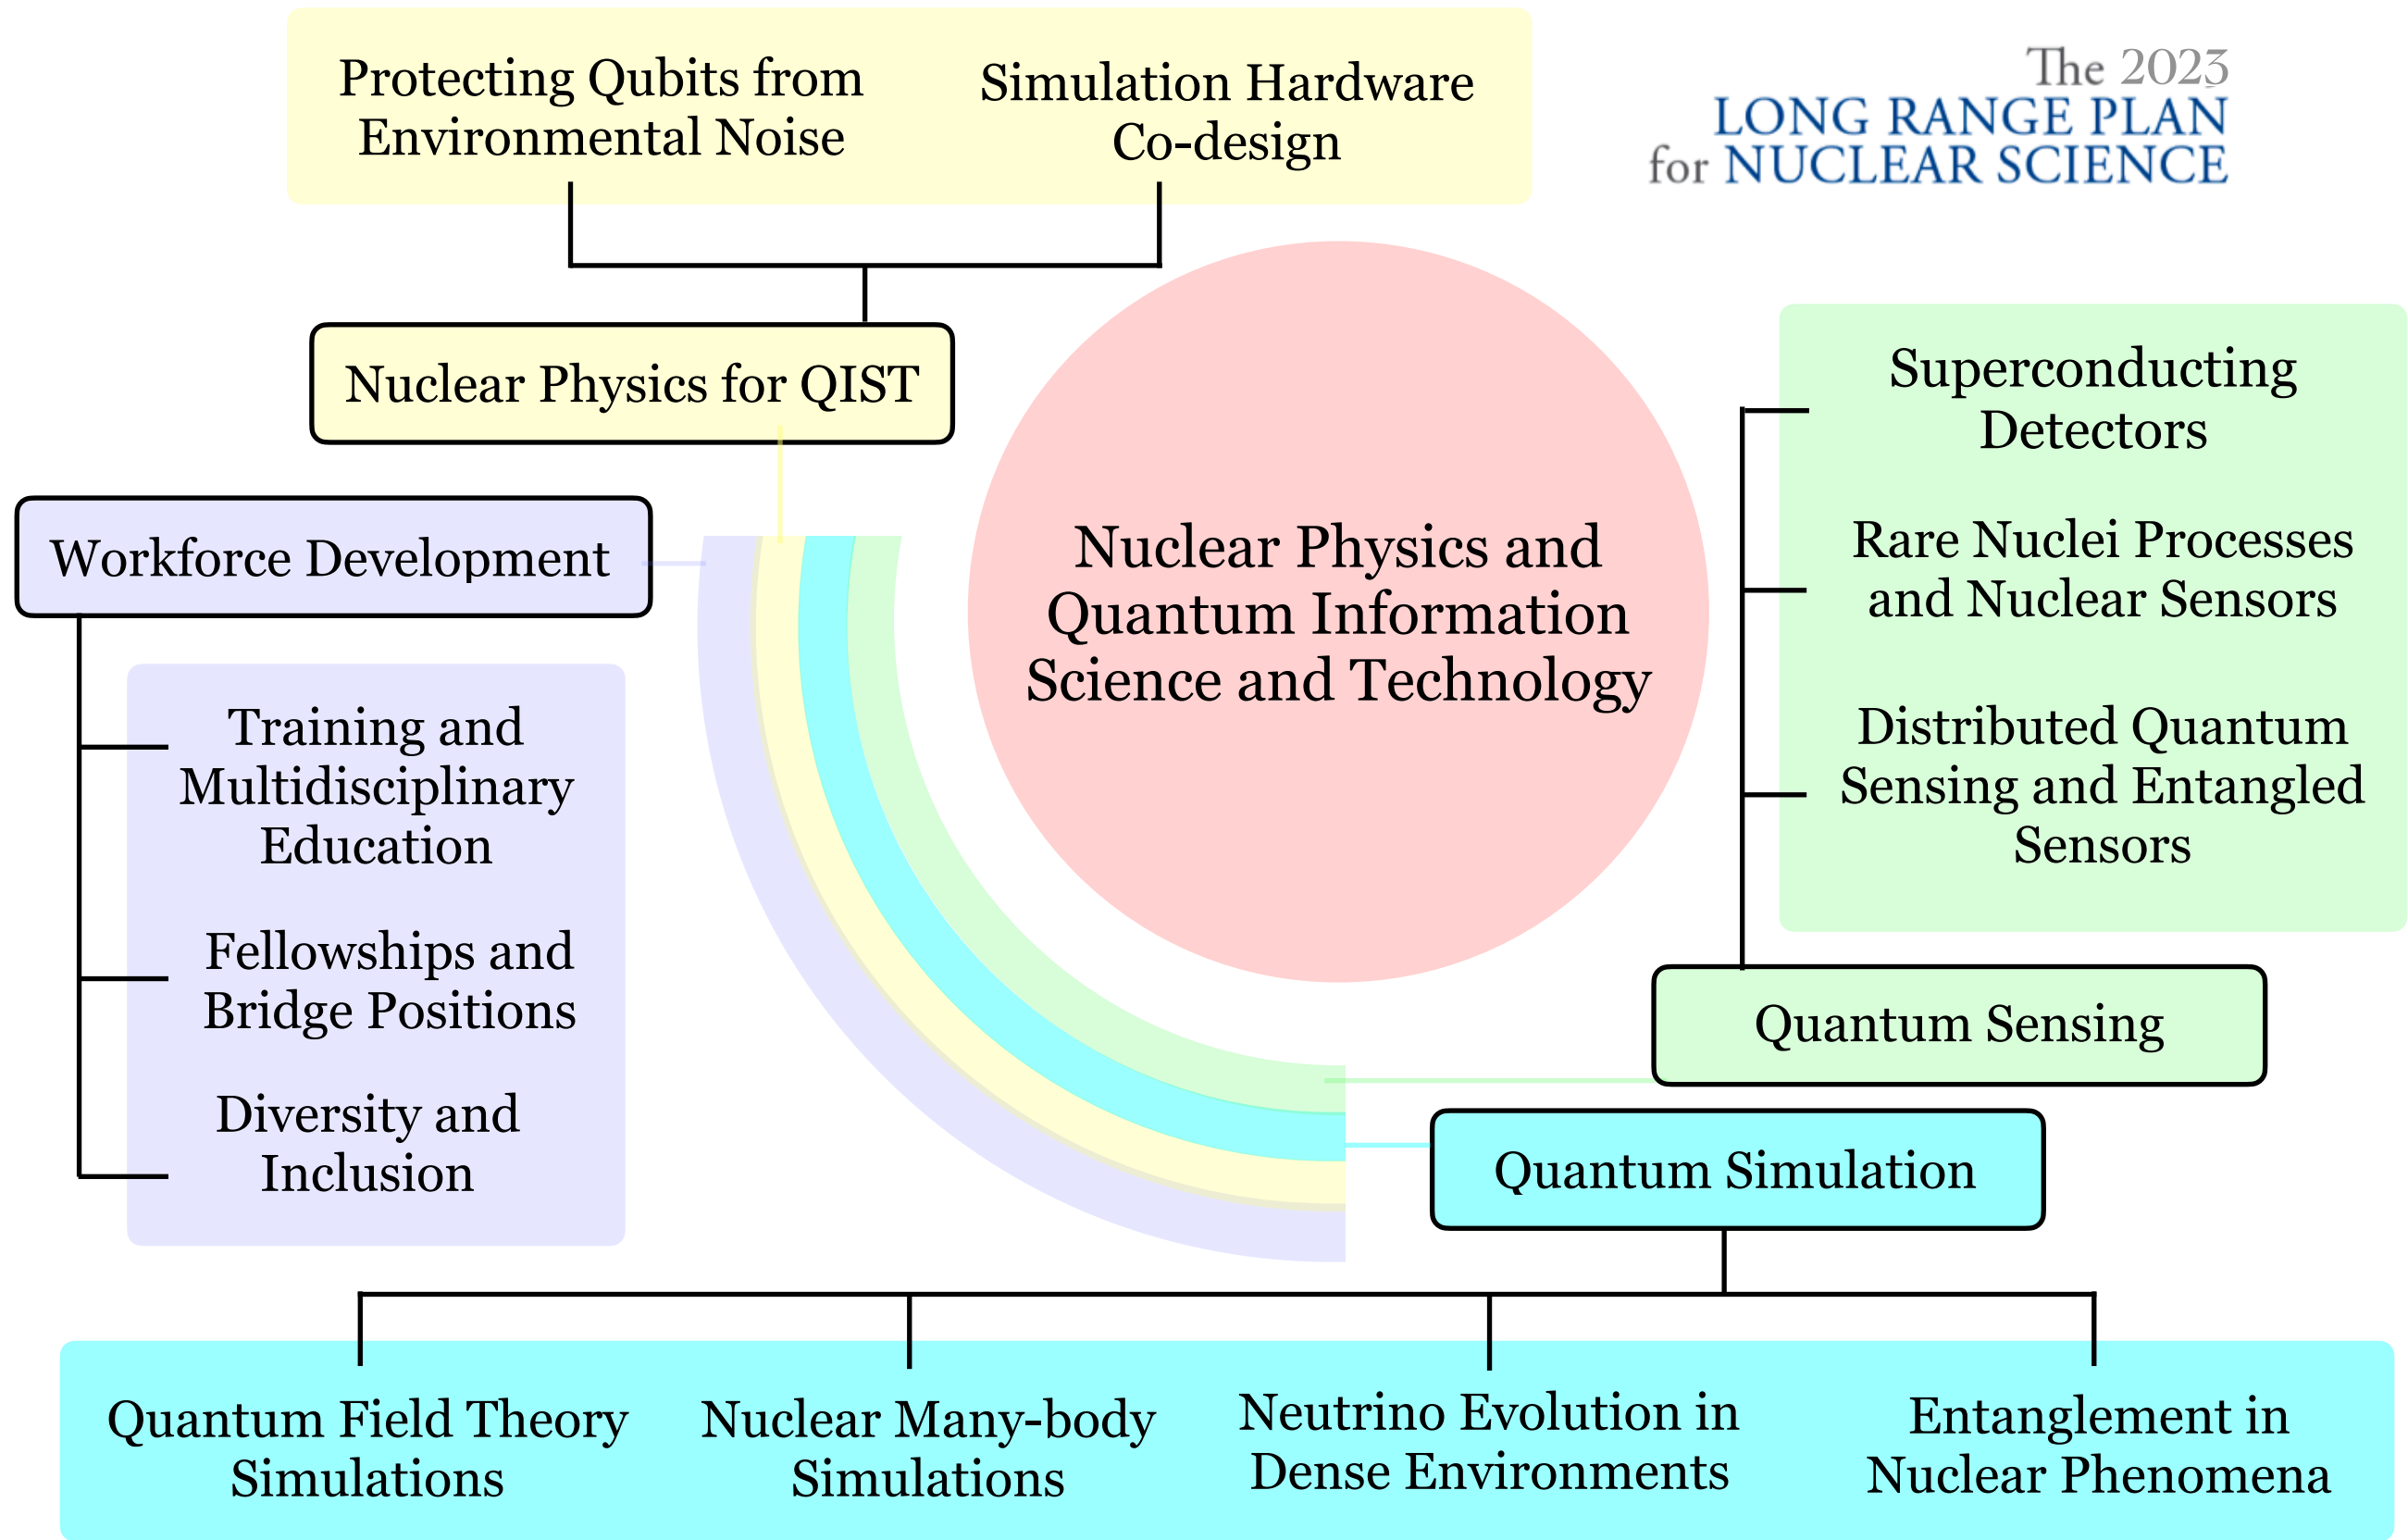 Protecting Qubits from
Environmental Noise
Simulation Hardware
Co-design
The 2023
LONG RANGE PLAN
for NUCLEAR SCIENCE
Nuclear Physics for QIST
Workforce Development
Training and
Multidisciplinary
Education
Fellowships and
Bridge Positions
Diversity and
Inclusion
Nuclear Physics and
Quantum Information
Science and Technology
Superconducting
Detectors
Rare Nuclei Processes
and Nuclear Sensors
Distributed Quantum
Sensing and Entangled
Sensors
Quantum Sensing
Quantum Simulation
Quantum Field Theory
Simulations
Nuclear Many-body
Simulations
Neutrino Evolution in
Dense Environments
Entanglement in
Nuclear Phenomena